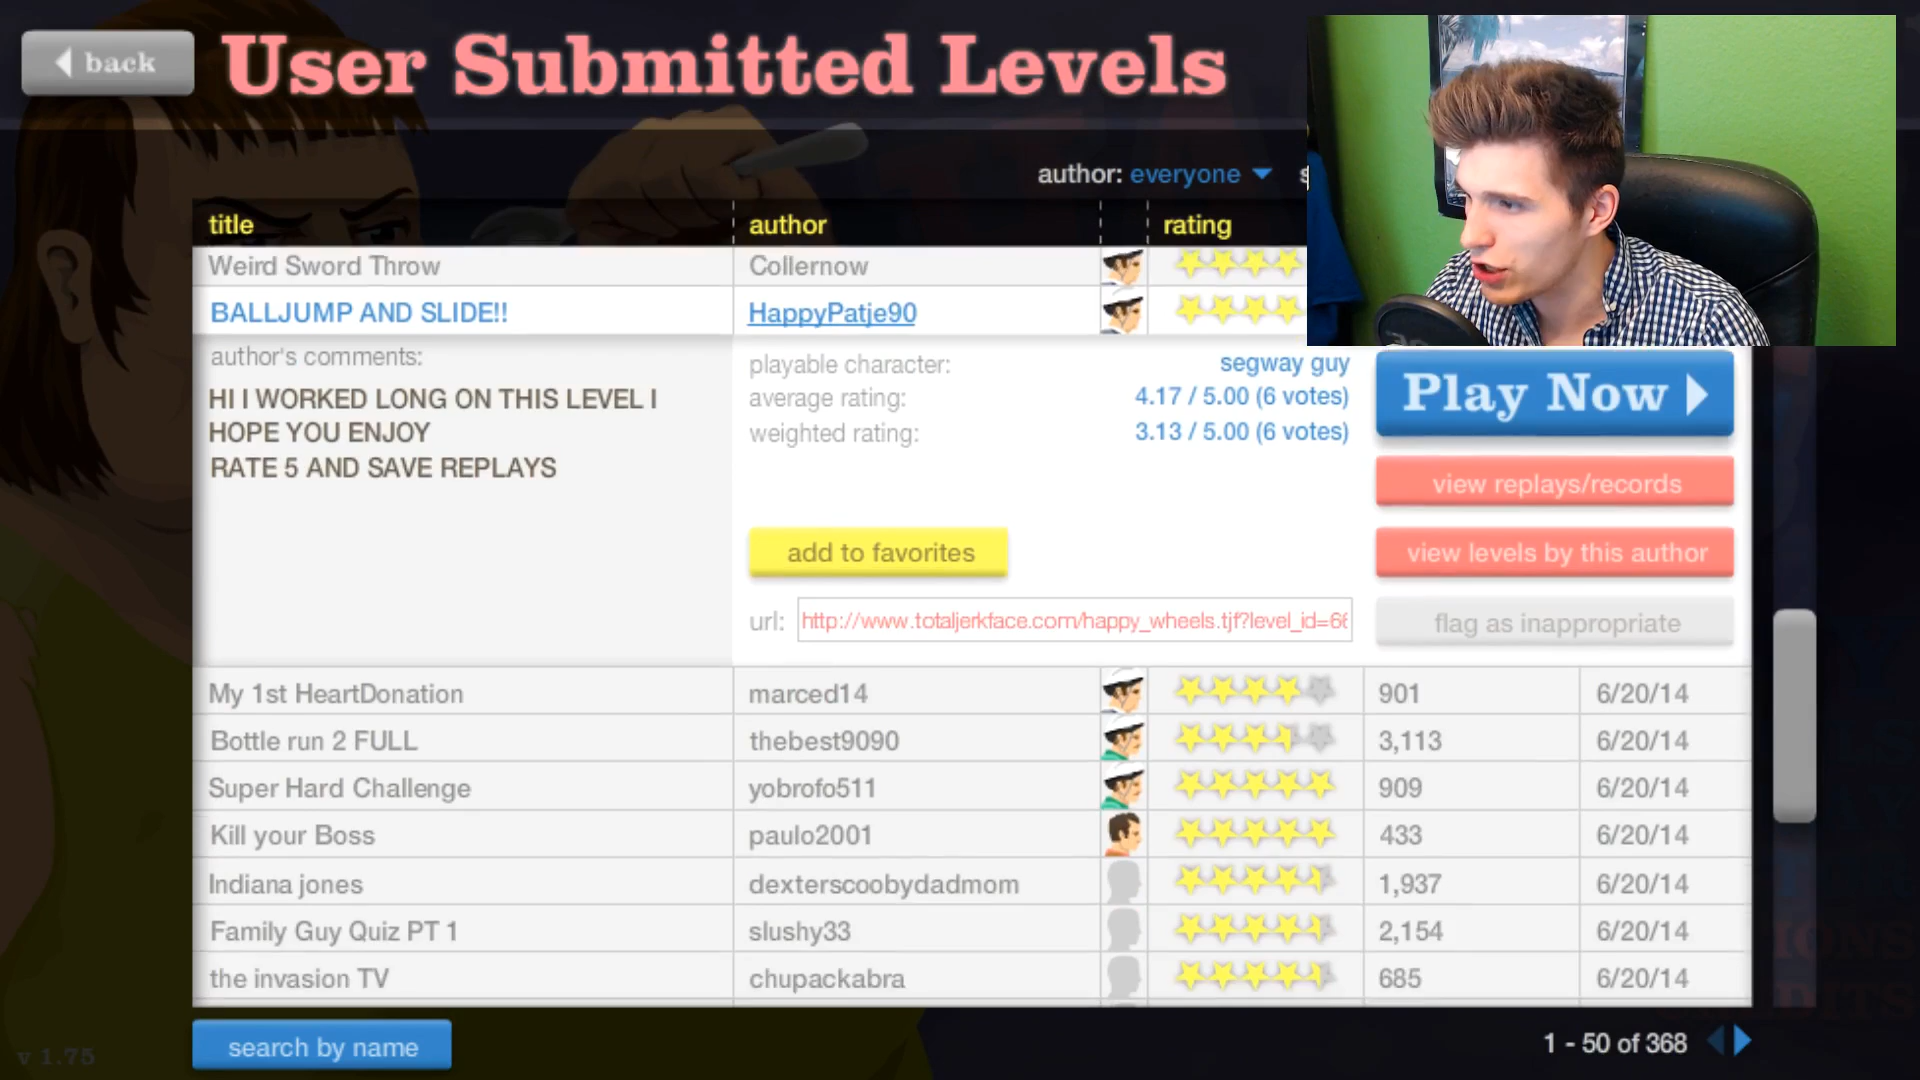 back
User Submitted Levels
author: everyone
title author rating
Weird Sword Throw Collernow
BALLJUMP AND SLIDE!! HappyPatje90
author's comments:
HI I WORKED LONG ON THIS LEVEL I
HOPE YOU ENJOY
RATE 5 AND SAVE REPLAYS
playable character: segway guy
average rating: 4.17 / 5.00 (6 votes)
weighted rating: 3.13 / 5.00 (6 votes)
add to favorites
url: http://www.totaljerkface.com/happy_wheels.tjf?level_id=6
Play Now
view replays/records
view levels by this author
flag as inappropriate
My 1st HeartDonation marced14 901 6/20/14
Bottle run 2 FULL thebest9090 3,113 6/20/14
Super Hard Challenge yobrofo511 909 6/20/14
Kill your Boss paulo2001 433 6/20/14
Indiana jones dexterscoobydadmom 1,937 6/20/14
Family Guy Quiz PT 1 slushy33 2,154 6/20/14
the invasion TV chupackabra 685 6/20/14
search by name
1 - 50 of 368
v 1.75